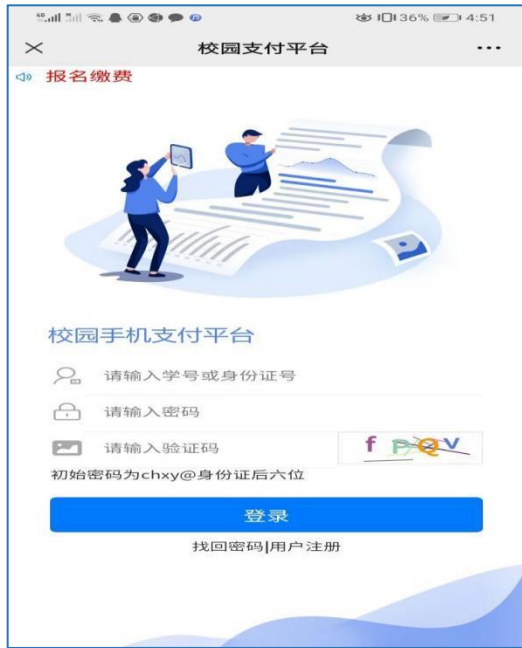 36% 4:51
校园支付平台
报名缴费
校园手机支付平台
请输入学号或身份证号
请输入密码
请输入验证码
f P Q V
初始密码为chxy@身份证后六位
登录
找回密码|用户注册